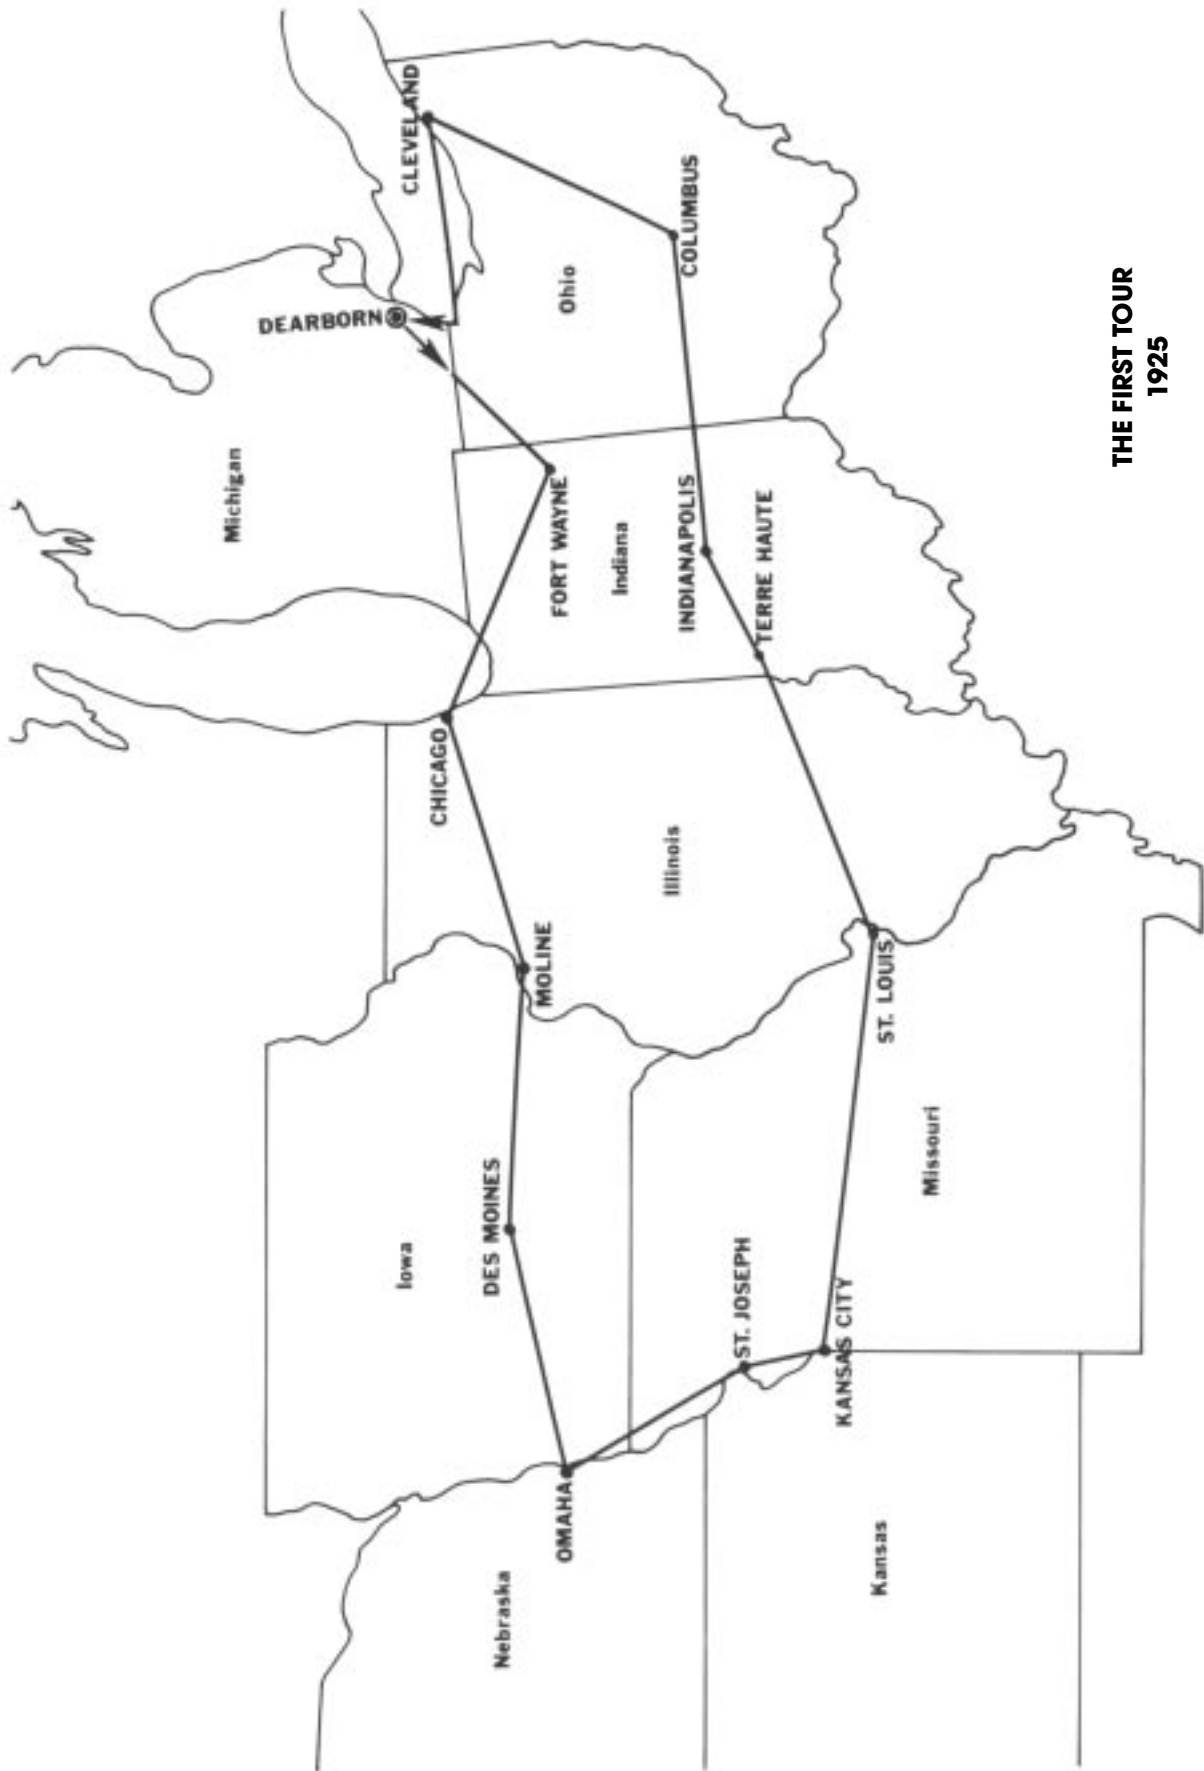 Michigan
DEARBORN
CLEVELAND
Ohio
COLUMBUS
FORT WAYNE
Indiana
INDIANAPOLIS
TERRE HAUTE
CHICAGO
Illinois
MOLINE
Iowa
DES MOINES
ST. LOUIS
Missouri
ST. JOSEPH
KANSAS CITY
OMAHA
Nebraska
Kansas
THE FIRST TOUR
1925